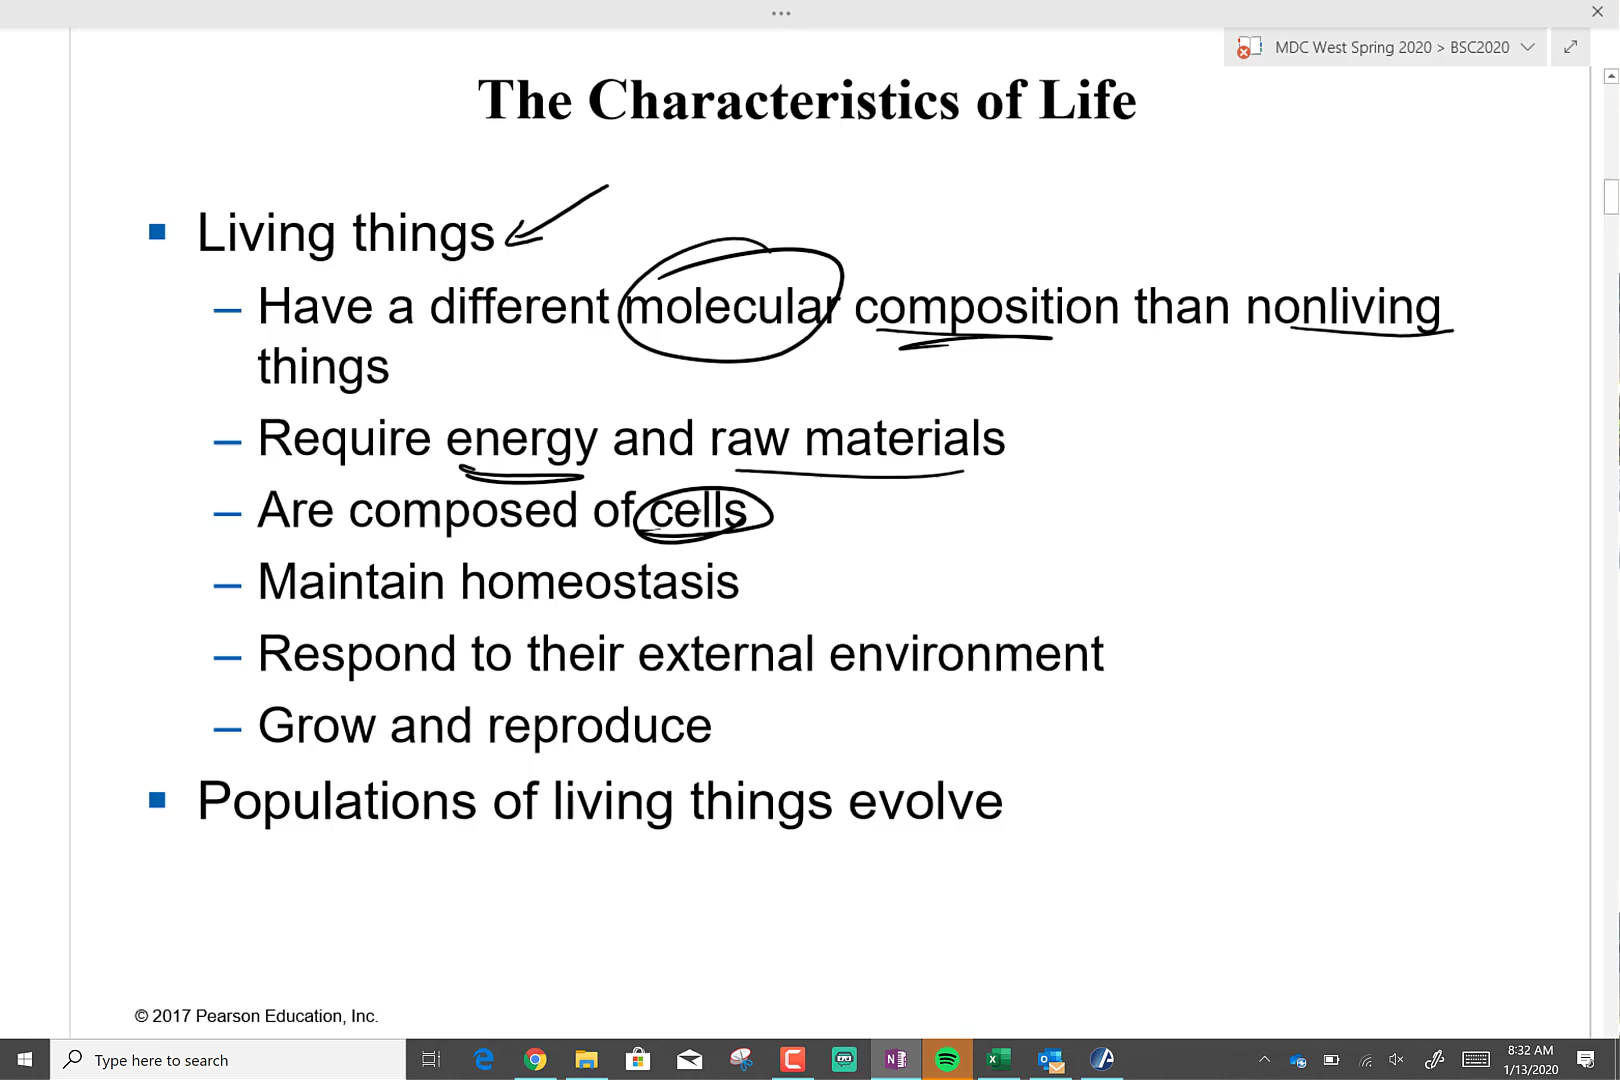 MDC West Spring 2020 > BSC2020
The Characteristics of Life
Living things
– Have a different molecular composition than nonliving
things
– Require energy and raw materials
– Are composed of cells
– Maintain homeostasis
– Respond to their external environment
– Grow and reproduce
Populations of living things evolve
© 2017 Pearson Education, Inc.
Type here to search
8:32 AM
1/13/2020